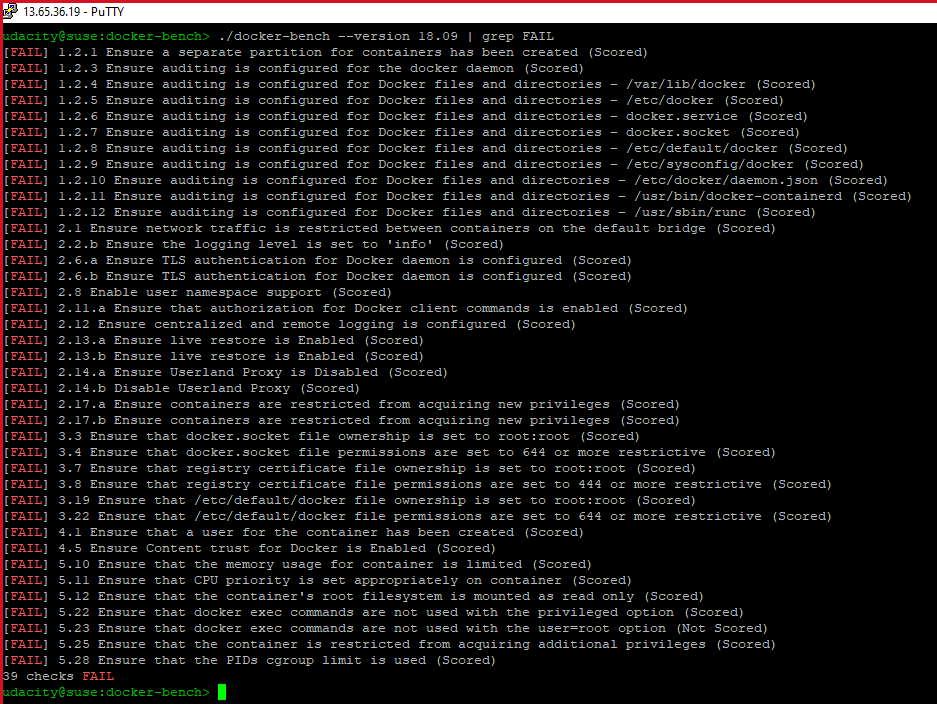 13.65.36.19 - PuTTY
udacity@suse:docker-bench> ./docker-bench --version 18.09 | grep FAIL
[FAIL] 1.2.1 Ensure a separate partition for containers has been created (Scored)
[FAIL] 1.2.3 Ensure auditing is configured for the docker daemon (Scored)
[FAIL] 1.2.4 Ensure auditing is configured for Docker files and directories - /var/lib/docker (Scored)
[FAIL] 1.2.5 Ensure auditing is configured for Docker files and directories - /etc/docker (Scored)
[FAIL] 1.2.6 Ensure auditing is configured for Docker files and directories - docker.service (Scored)
[FAIL] 1.2.7 Ensure auditing is configured for Docker files and directories - docker.socket (Scored)
[FAIL] 1.2.8 Ensure auditing is configured for Docker files and directories - /etc/default/docker (Scored)
[FAIL] 1.2.9 Ensure auditing is configured for Docker files and directories - /etc/sysconfig/docker (Scored)
[FAIL] 1.2.10 Ensure auditing is configured for Docker files and directories - /etc/docker/daemon.json (Scored)
[FAIL] 1.2.11 Ensure auditing is configured for Docker files and directories - /usr/bin/docker-containerd (Scored)
[FAIL] 1.2.12 Ensure auditing is configured for Docker files and directories - /usr/sbin/runc (Scored)
[FAIL] 2.1 Ensure network traffic is restricted between containers on the default bridge (Scored)
[FAIL] 2.2.b Ensure the logging level is set to 'info' (Scored)
[FAIL] 2.6.a Ensure TLS authentication for Docker daemon is configured (Scored)
[FAIL] 2.6.b Ensure TLS authentication for Docker daemon is configured (Scored)
[FAIL] 2.8 Enable user namespace support (Scored)
[FAIL] 2.11.a Ensure that authorization for Docker client commands is enabled (Scored)
[FAIL] 2.12 Ensure centralized and remote logging is configured (Scored)
[FAIL] 2.13.a Ensure live restore is Enabled (Scored)
[FAIL] 2.13.b Ensure live restore is Enabled (Scored)
[FAIL] 2.14.a Ensure Userland Proxy is Disabled (Scored)
[FAIL] 2.14.b Disable Userland Proxy (Scored)
[FAIL] 2.17.a Ensure containers are restricted from acquiring new privileges (Scored)
[FAIL] 2.17.b Ensure containers are restricted from acquiring new privileges (Scored)
[FAIL] 3.3 Ensure that docker.socket file ownership is set to root:root (Scored)
[FAIL] 3.4 Ensure that docker.socket file permissions are set to 644 or more restrictive (Scored)
[FAIL] 3.7 Ensure that registry certificate file ownership is set to root:root (Scored)
[FAIL] 3.8 Ensure that registry certificate file permissions are set to 444 or more restrictive (Scored)
[FAIL] 3.19 Ensure that /etc/default/docker file ownership is set to root:root (Scored)
[FAIL] 3.22 Ensure that /etc/default/docker file permissions are set to 644 or more restrictive (Scored)
[FAIL] 4.1 Ensure that a user for the container has been created (Scored)
[FAIL] 4.5 Ensure Content trust for Docker is Enabled (Scored)
[FAIL] 5.10 Ensure that the memory usage for container is limited (Scored)
[FAIL] 5.11 Ensure that CPU priority is set appropriately on container (Scored)
[FAIL] 5.12 Ensure that the container's root filesystem is mounted as read only (Scored)
[FAIL] 5.22 Ensure that docker exec commands are not used with the privileged option (Scored)
[FAIL] 5.23 Ensure that docker exec commands are not used with the user=root option (Not Scored)
[FAIL] 5.25 Ensure that the container is restricted from acquiring additional privileges (Scored)
[FAIL] 5.28 Ensure that the PIDs cgroup limit is used (Scored)
39 checks FAIL
udacity@suse:docker-bench>